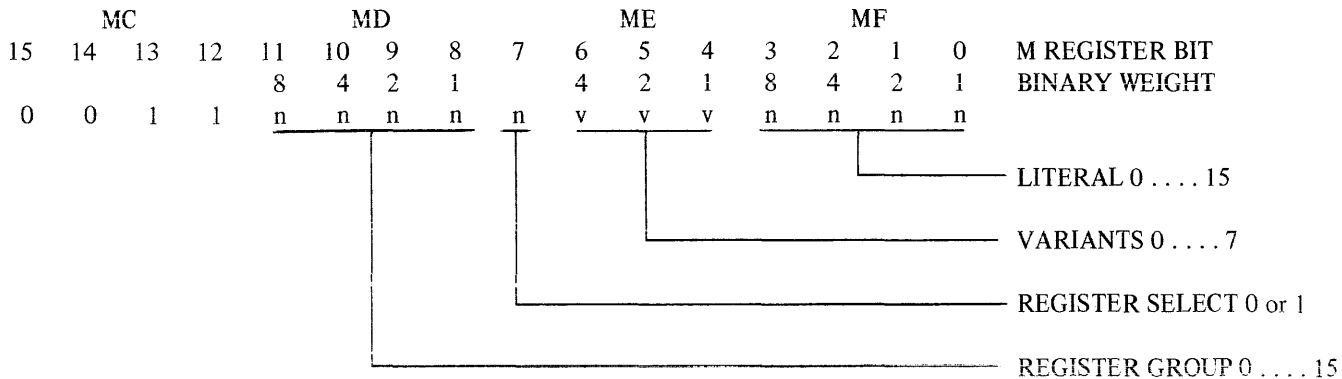 MC MD ME MF
15 14 13 12 11 10 9 8 7 6 5 4 3 2 1 0 M REGISTER BIT
8 4 2 1 4 2 1 8 4 2 1 BINARY WEIGHT
0 0 1 1 n n n n n v v v n n n n
LITERAL 0 . . . . 15
VARIANTS 0 . . . . 7
REGISTER SELECT 0 or 1
REGISTER GROUP 0 . . . . 15